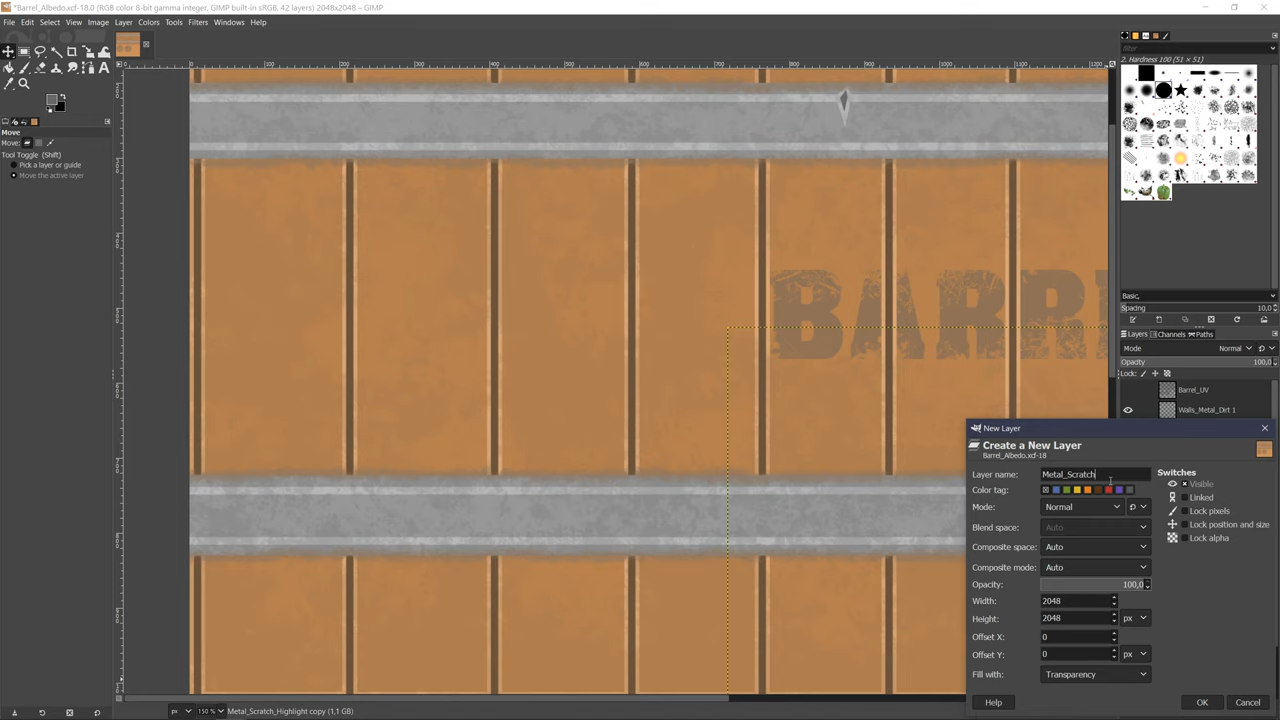 *Barrel_Albedo.xcf-18.0 (RGB color 8-bit gamma integer, GIMP built-in sRGB, 42 layers) 2048x2048 – GIMP
File Edit Select View Image Layer Colors Tools Filters Windows Help
Move
Move:
Tool Toggle (Shift)
Pick a layer or guide
Move the active layer
BARR
filter
2. Hardness 100 (51 × 51)
Basic,
Spacing 10,0
Layers Channels Paths
Mode Normal
Opacity 100,0
Lock:
Barrel_UV
Walls_Metal_Dirt 1
New Layer
Create a New Layer
Barrel_Albedo.xcf-18
Layer name: Metal_Scratch
Color tag:
Mode: Normal
Blend space: Auto
Composite space: Auto
Composite mode: Auto
Opacity: 100,0
Width: 2048
Height: 2048 px
Offset X: 0
Offset Y: 0 px
Fill with: Transparency
Switches
Visible
Linked
Lock pixels
Lock position and size
Lock alpha
Help OK Cancel
px 150 % Metal_Scratch_Highlight copy (1,1 GB)